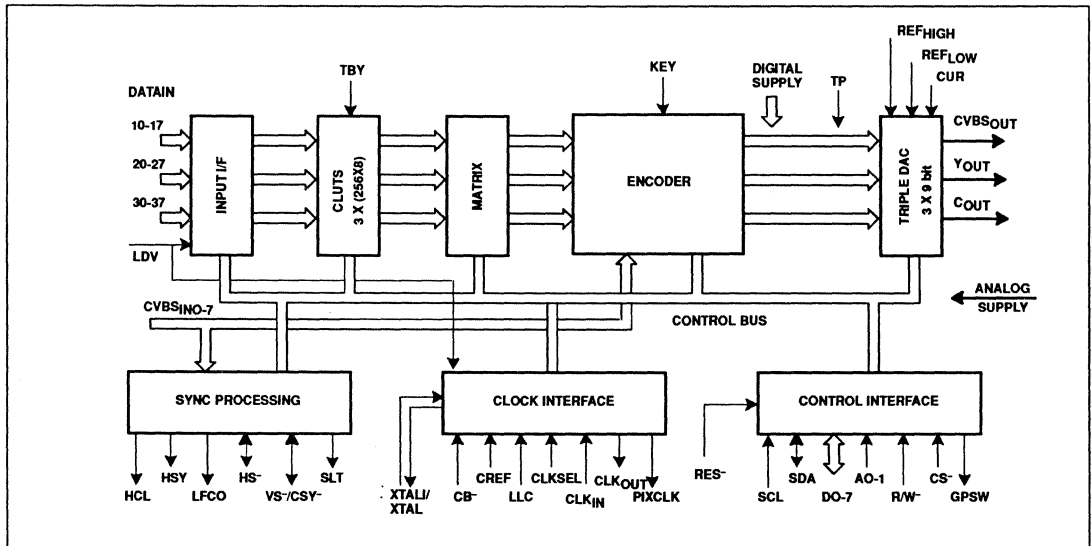 REFHIGH
REFLOW
CUR
TBY
KEY
DIGITAL
SUPPLY
TP
DATAIN
10-17
20-27
30-37
LDV
INPUT I/F
CLUTS
3 X (256X8)
MATRIX
ENCODER
TRIPLE DAC
3 X 9 bit
CVBSOUT
YOUT
COUT
CVBSINO-7
CONTROL BUS
ANALOG
SUPPLY
SYNC PROCESSING
CLOCK INTERFACE
CONTROL INTERFACE
HCL
HSY
LFCO
HS-
VS-/CSY-
SLT
XTALI/
XTAL
CB-
CREF
LLC
CLKSEL
CLKIN
CLKOUT
PIXCLK
RES-
SCL
SDA
DO-7
AO-1
R/W-
CS-
GPSW